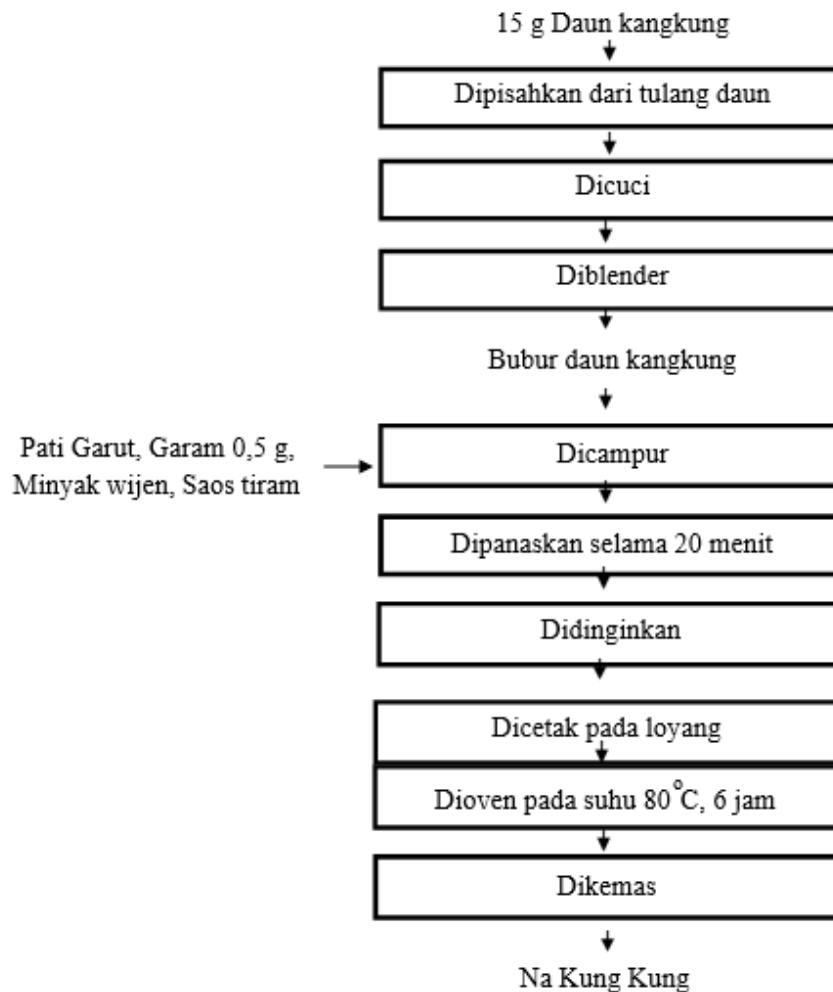 15 g Daun kangkung
Dipisahkan dari tulang daun
Dicuci
Diblender
Bubur daun kangkung
Pati Garut, Garam 0,5 g,
Minyak wijen, Saos tiram
Dicampur
Dipanaskan selama 20 menit
Didinginkan
Dicetak pada loyang
Dioven pada suhu 80°C, 6 jam
Dikemas
Na Kung Kung